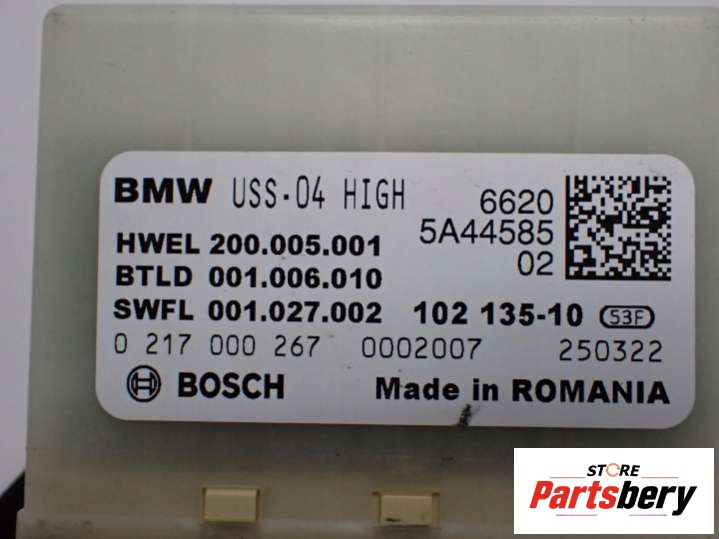 BMW USS-04 HIGH 6620
5A44585
02
HWEL 200.005.001
BTLD 001.006.010
SWFL 001.027.002 102 135-10 53F
0 217 000 267 0002007 250322
BOSCH Made in ROMANIA
STORE
Partsbery